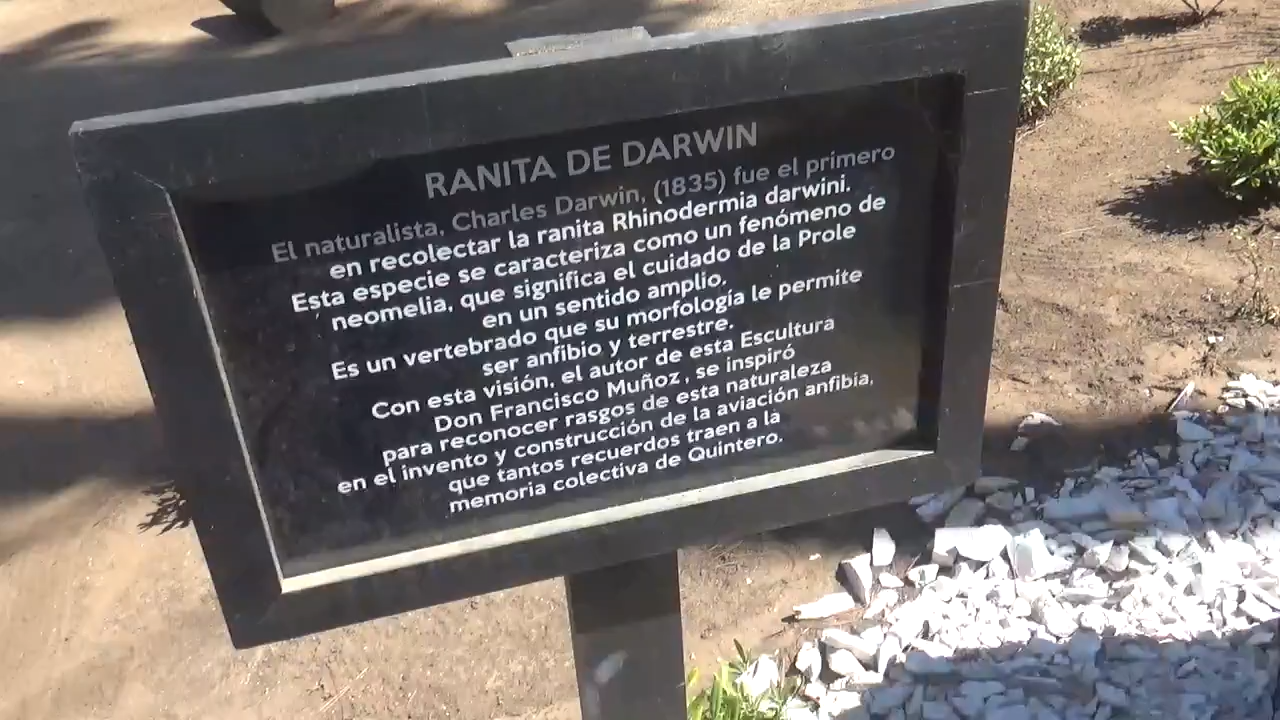 RANITA DE DARWIN
El naturalista, Charles Darwin, (1835) fue el primero
en recolectar la ranita Rhinodermia darwini.
Esta especie se caracteriza como un fenómeno de
neomelia, que significa el cuidado de la Prole
en un sentido amplio.
Es un vertebrado que su morfología le permite
ser anfibio y terrestre.
Con esta visión, el autor de esta Escultura
Don Francisco Muñoz, se inspiró
para reconocer rasgos de esta naturaleza
en el invento y construcción de la aviación anfibia,
que tantos recuerdos traen a la
memoria colectiva de Quintero.